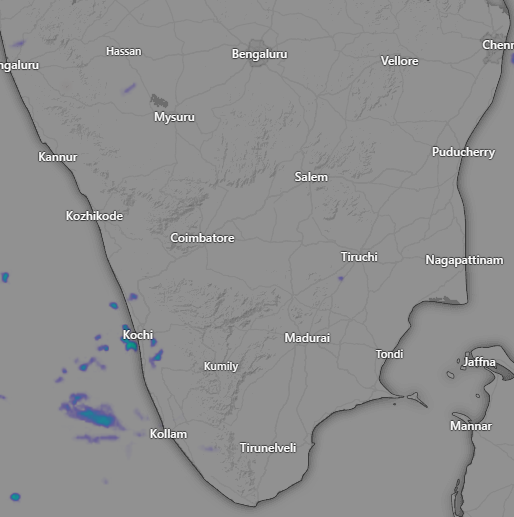 Hassan
Bengaluru
Chenn
ngaluru
Vellore
Mysuru
Kannur
Puducherry
Salem
Kozhikode
Coimbatore
Tiruchi
Nagapattinam
Kochi
Madurai
Tondi
Kumily
Jaffna
Kollam
Mannar
Tirunelveli